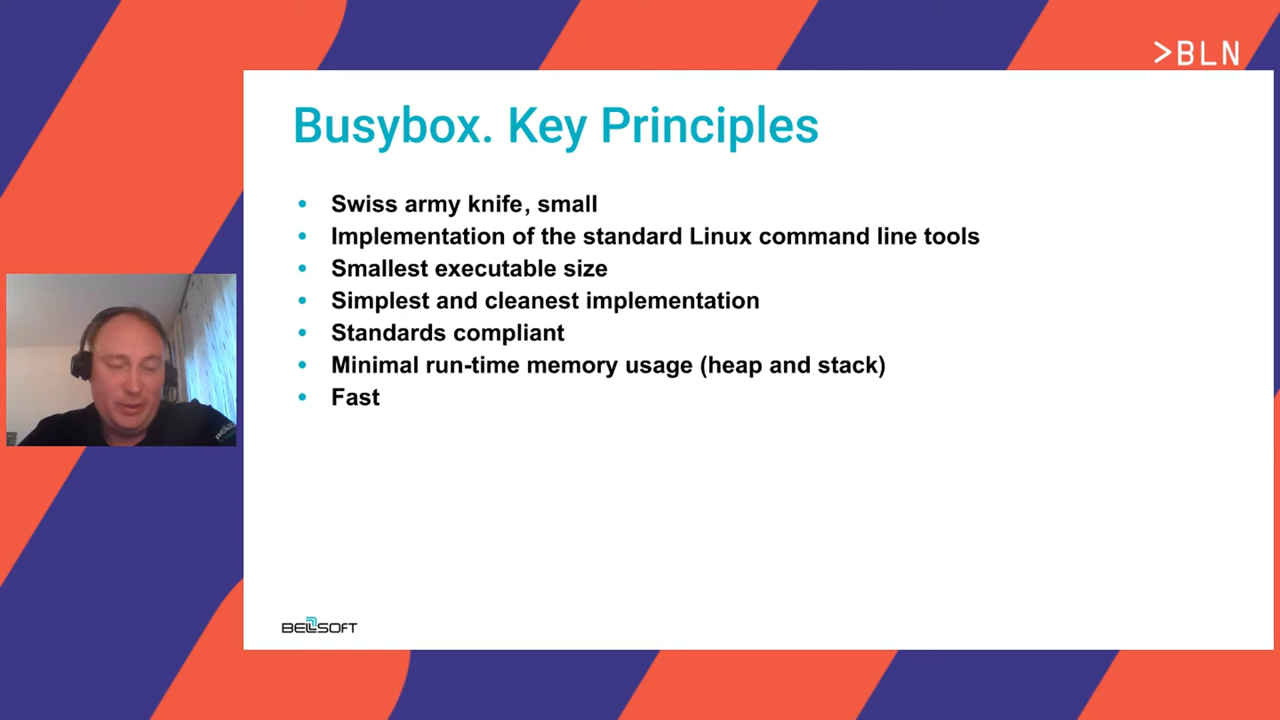 >BLN
Busybox. Key Principles
• Swiss army knife, small
• Implementation of the standard Linux command line tools
• Smallest executable size
• Simplest and cleanest implementation
• Standards compliant
• Minimal run-time memory usage (heap and stack)
• Fast
BELLSOFT